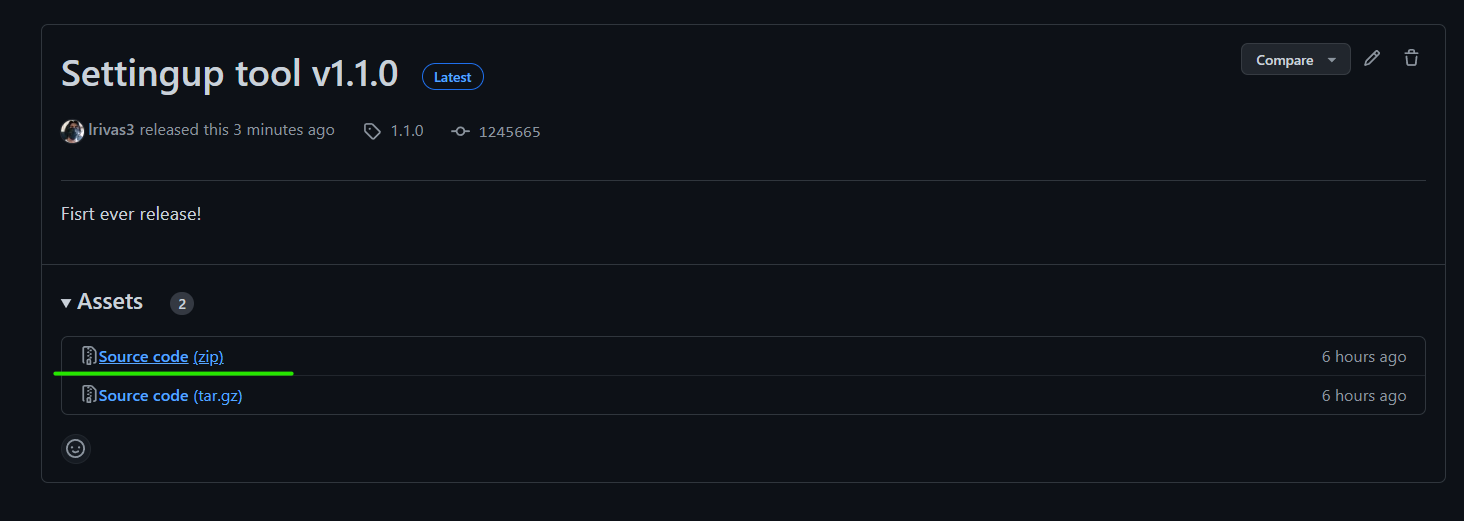 Settingup tool v1.1.0 Latest Compare
lrivas3 released this 3 minutes ago 1.1.0 1245665
Fisrt ever release!
Assets 2
Source code (zip) 6 hours ago
Source code (tar.gz) 6 hours ago